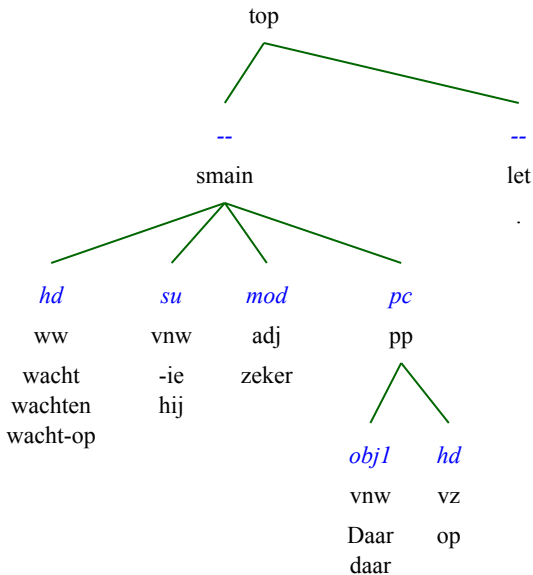 top
-- --
smain let
.
hd su mod pc
ww vnw adj pp
wacht -ie zeker
wachten hij
wacht-op
obj1 hd
vnw vz
Daar op
daar